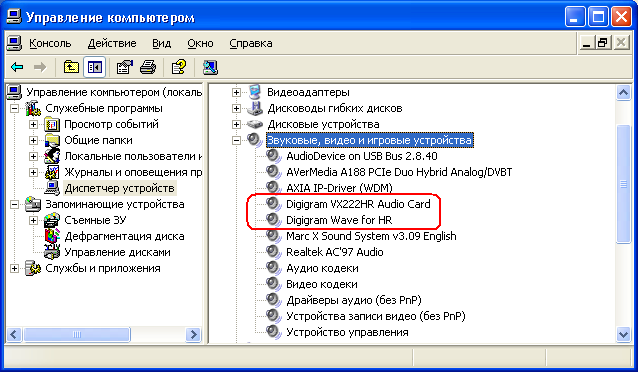 Управление компьютером
Консоль Действие Вид Окно Справка
Управление компьютером (локаль
Служебные программы
Просмотр событий
Общие папки
Локальные пользователи и
Журналы и оповещения пр
Диспетчер устройств
Запоминающие устройства
Съемные ЗУ
Дефрагментация диска
Управление дисками
Службы и приложения
Видеоадаптеры
Дисководы гибких дисков
Дисковые устройства
Звуковые, видео и игровые устройства
AudioDevice on USB Bus 2.8.40
AVerMedia A188 PCIe Duo Hybrid Analog/DVBT
AXIA IP-Driver (WDM)
Digigram VX222HR Audio Card
Digigram Wave for HR
Marc X Sound System v3.09 English
Realtek AC'97 Audio
Аудио кодеки
Видео кодеки
Драйверы аудио (без PnP)
Устройства записи видео (без PnP)
Устройства управления